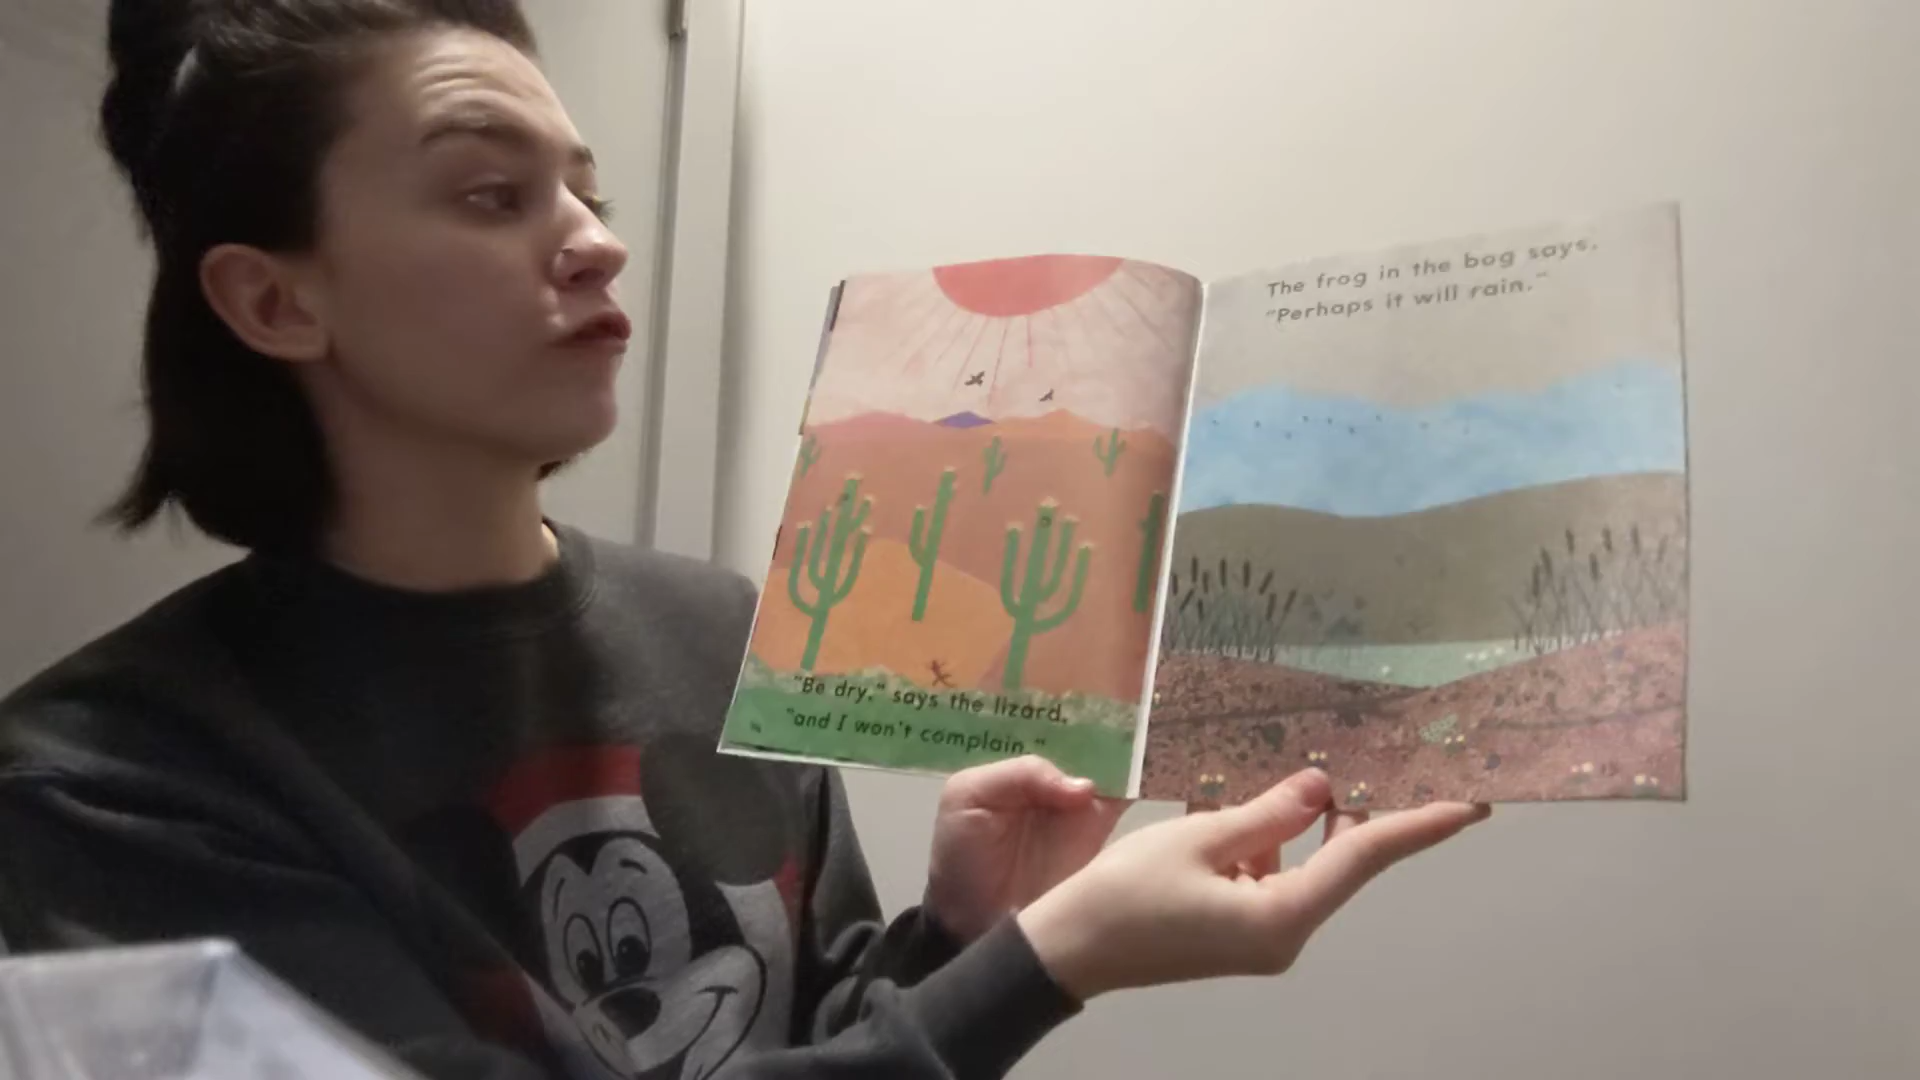 "Be dry," says the lizard,
"and I won't complain."
The frog in the bog says,
"Perhaps it will rain."